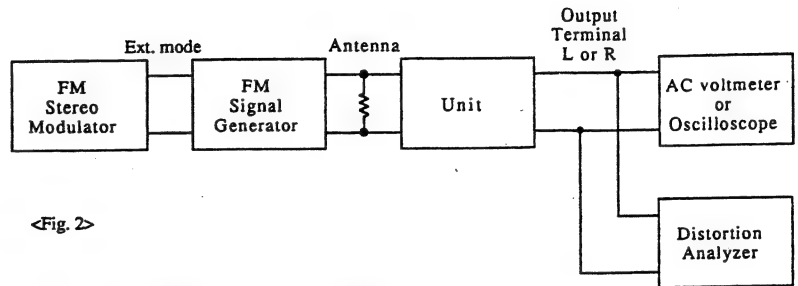 Output
Terminal
L or R
Ext. mode
Antenna
FM
Stereo
Modulator
FM
Signal
Generator
Unit
AC voltmeter
or
Oscilloscope
<Fig. 2>
Distortion
Analyzer